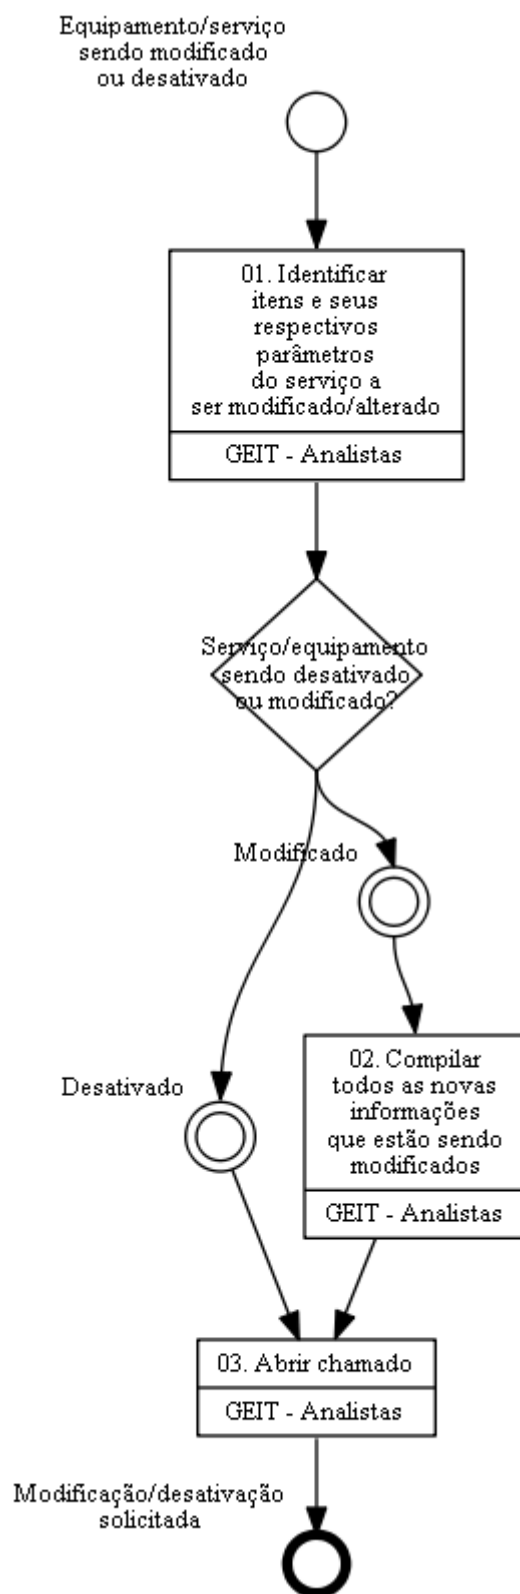 Equipamento/serviço
sendo modificado
ou desativado
01. Identificar
itens e seus
respectivos
parâmetros
do serviço a
ser modificado/alterado
GEIT - Analistas
Serviço/equipamento
sendo desativado
ou modificado?
Modificado
02. Compilar
todos as novas
informações
que estão sendo
modificados
GEIT - Analistas
Desativado
03. Abrir chamado
GEIT - Analistas
Modificação/desativação
solicitada